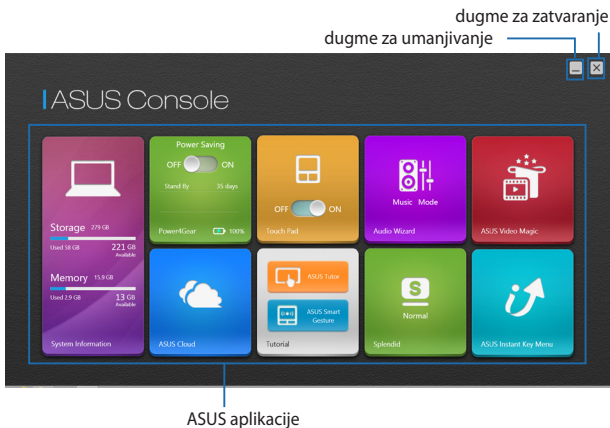 dugme za zatvaranje
dugme za umanjivanje
ASUS Console
Power Saving
OFF ON
Stand By 35 days
Power4Gear 100%
OFF ON
Touch Pad
Music Mode
Audio Wizard
ASUS Video Magic
Storage 279 GB
Used 58 GB 221 GB
Available
Memory 15.9 GB
Used 2.9 GB 13 GB
Available
System Information
ASUS Cloud
ASUS Tutor
ASUS Smart
Gesture
Tutorial
S
Normal
Splendid
ASUS Instant Key Menu
ASUS aplikacije